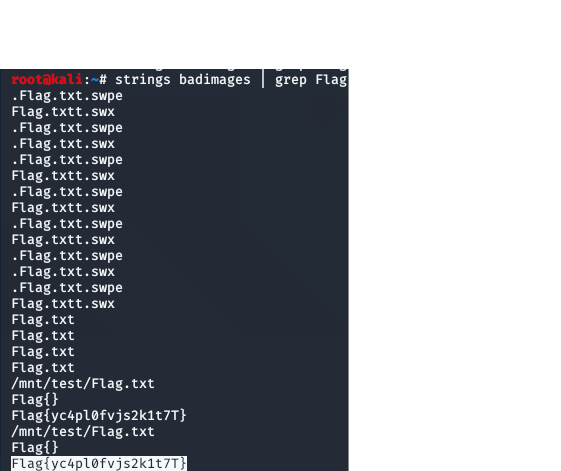 root@kali:~# strings badimages | grep Flag
.Flag.txt.swpe
Flag.txtt.swx
.Flag.txt.swpe
.Flag.txt.swx
.Flag.txt.swpe
Flag.txtt.swx
.Flag.txt.swpe
Flag.txtt.swx
.Flag.txt.swpe
Flag.txtt.swx
.Flag.txt.swpe
.Flag.txt.swx
.Flag.txt.swpe
Flag.txtt.swx
Flag.txt
Flag.txt
Flag.txt
Flag.txt
/mnt/test/Flag.txt
Flag{}
Flag{yc4pl0fvjs2k1t7T}
/mnt/test/Flag.txt
Flag{}
Flag{yc4pl0fvjs2k1t7T}